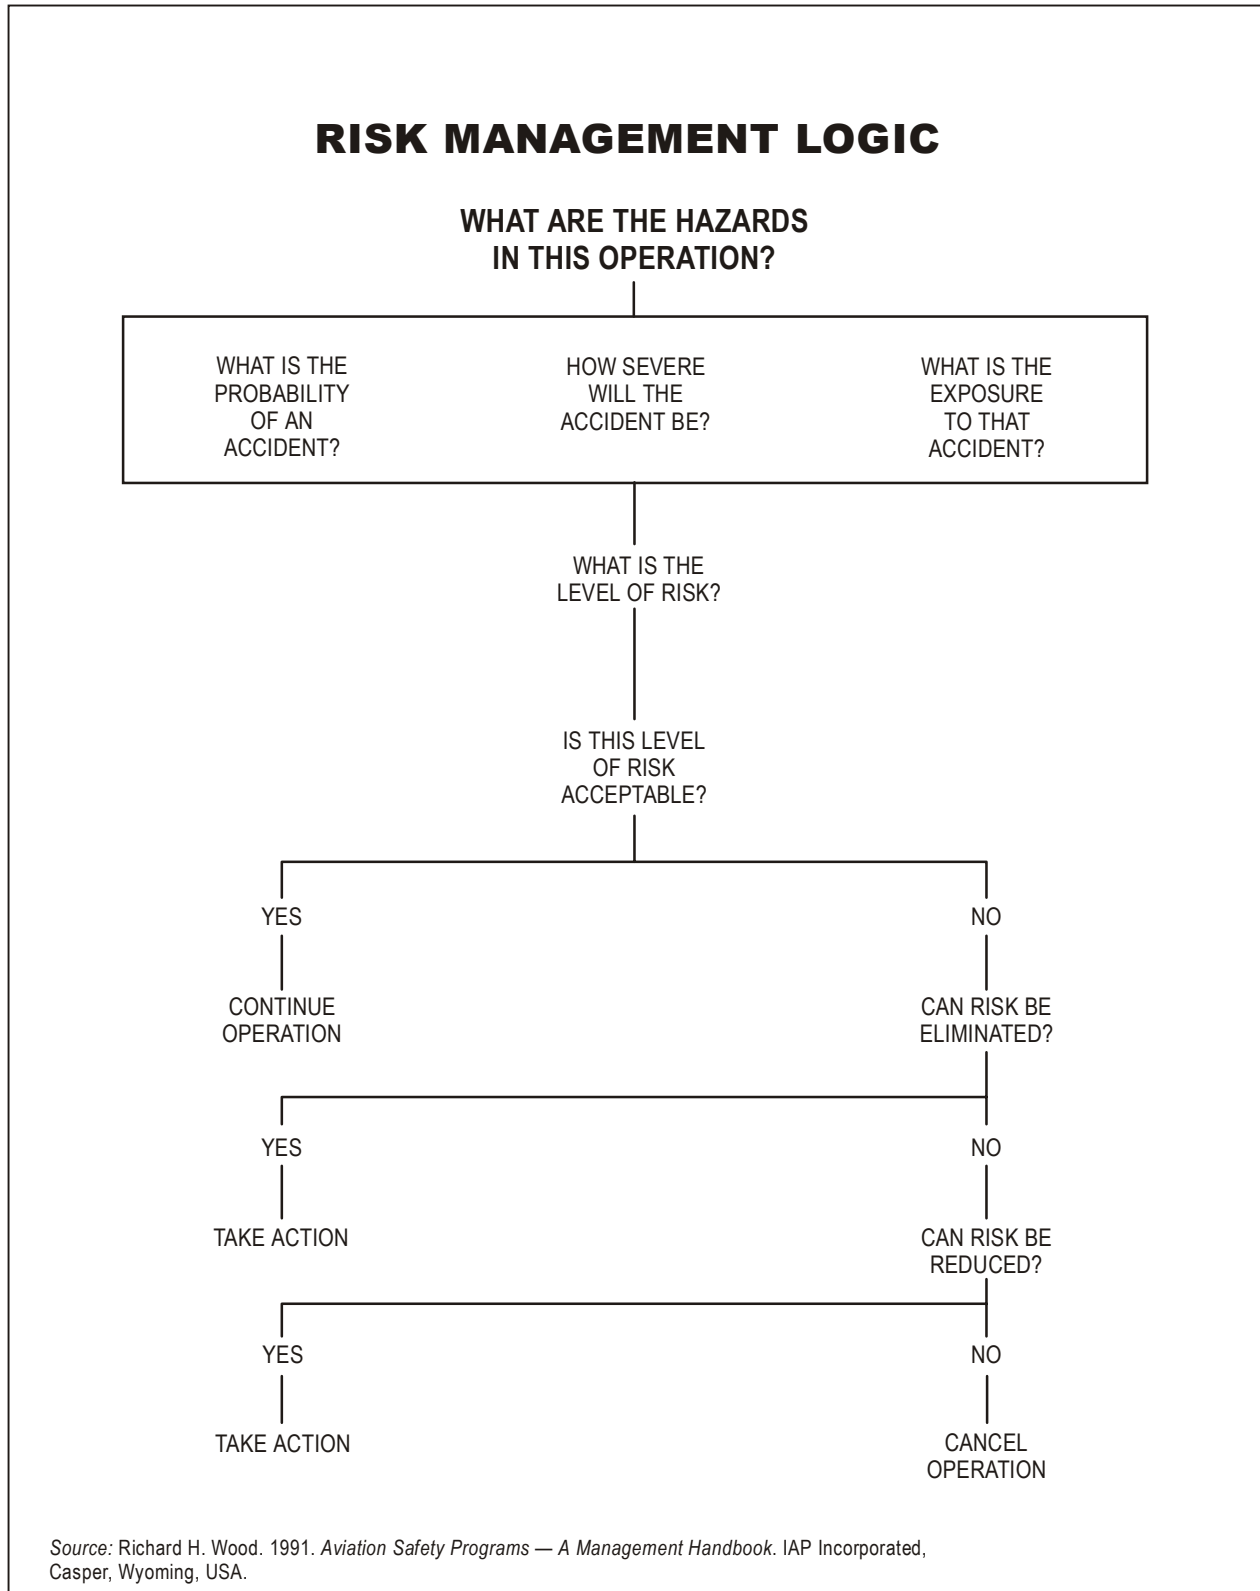 RISK MANAGEMENT LOGIC
WHAT ARE THE HAZARDS
IN THIS OPERATION?
WHAT IS THE
PROBABILITY
OF AN
ACCIDENT?
HOW SEVERE
WILL THE
ACCIDENT BE?
WHAT IS THE
EXPOSURE
TO THAT
ACCIDENT?
WHAT IS THE
LEVEL OF RISK?
IS THIS LEVEL
OF RISK
ACCEPTABLE?
YES
NO
CONTINUE
OPERATION
CAN RISK BE
ELIMINATED?
YES
NO
TAKE ACTION
CAN RISK BE
REDUCED?
YES
NO
TAKE ACTION
CANCEL
OPERATION
Source: Richard H. Wood. 1991. Aviation Safety Programs — A Management Handbook. IAP Incorporated,
Casper, Wyoming, USA.